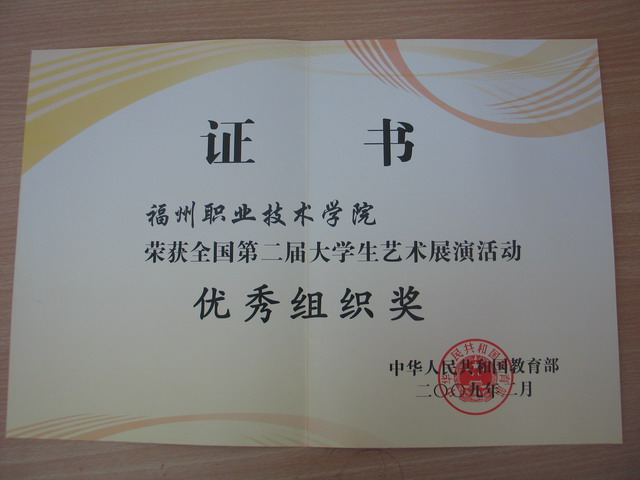 证书
福州职业技术学院
荣获全国第二届大学生艺术展演活动
优秀组织奖
中华人民共和国教育部
二〇〇九年二月